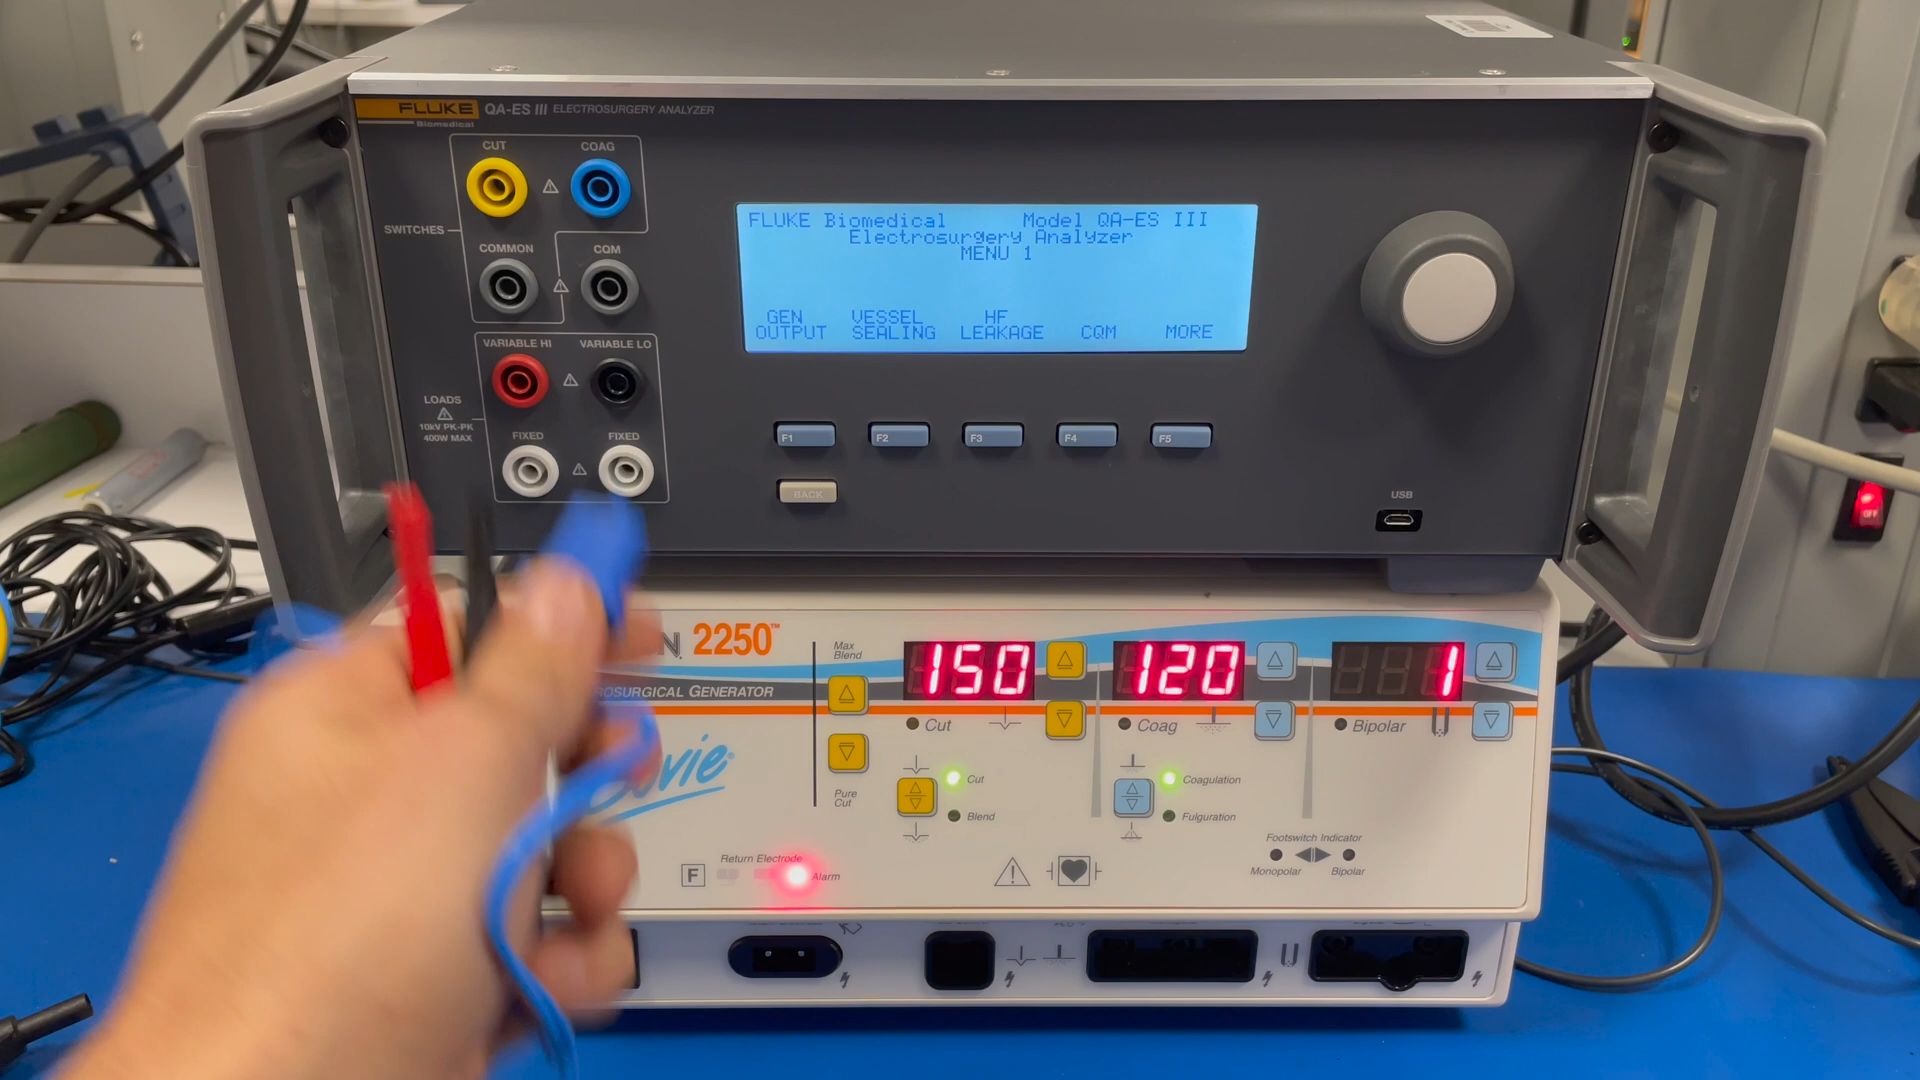 FLUKE QA-ES III ELECTROSURGERY ANALYZER
Biomedical
CUT COAG
SWITCHES
COMMON CQM
VARIABLE HI VARIABLE LO
LOADS
10kV PK-PK
400W MAX
FIXED FIXED
FLUKE Biomedical Model QA-ES III
Electrosurgery Analyzer
MENU 1
GEN VESSEL HF
OUTPUT SEALING LEAKAGE CQM MORE
F1 F2 F3 F4 F5
BACK
USB
OFF
N 2250™
ROSURGICAL GENERATOR
Max
Blend
Pure
Cut
150 120 1
Cut Coag Bipolar
Cut
Blend
Coagulation
Fulguration
Footswitch Indicator
Monopolar Bipolar
F Return Electrode
Alarm